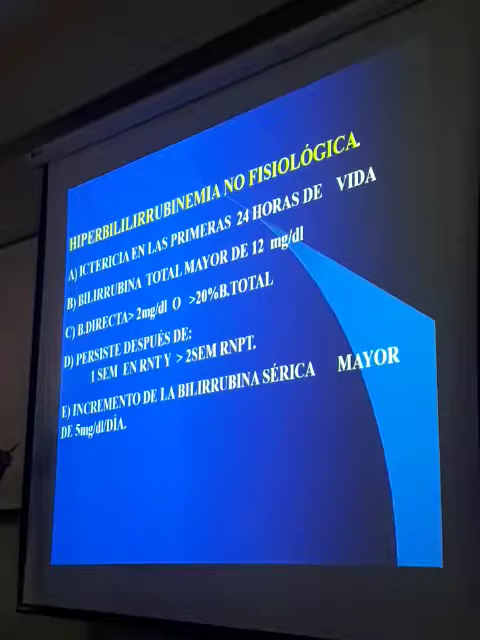 HIPERBILILIRRUBINEMIA NO FISIOLÓGICA.
A) ICTERICIA EN LAS PRIMERAS 24 HORAS DE VIDA
B) BILIRRUBINA TOTAL MAYOR DE 12 mg/dl
C) B.DIRECTA> 2mg/dl O >20%B.TOTAL
D) PERSISTE DESPUÉS DE:
1 SEM EN RNT Y > 2SEM RNPT.
E) INCREMENTO DE LA BILIRRUBINA SÉRICA MAYOR
DE 5mg/dl/DÍA.